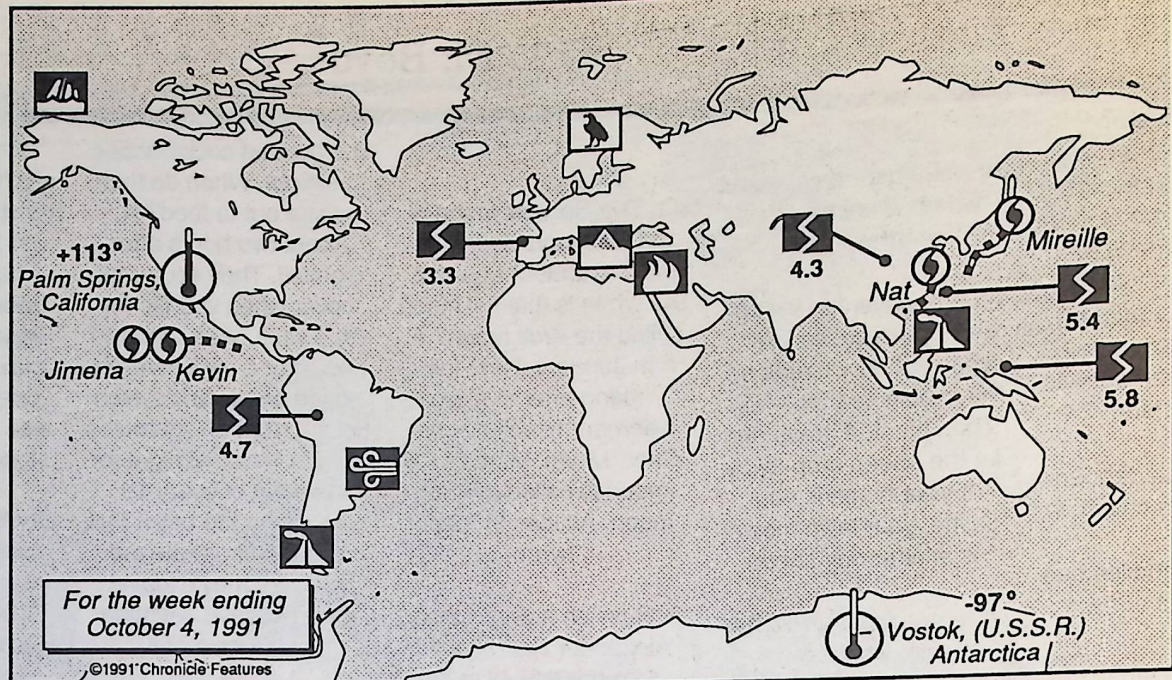 +113°
Palm Springs,
California
Jimena
Kevin
4.7
3.3
4.3
Nat
Mireille
5.4
5.8
For the week ending
October 4, 1991
©1991 Chronicle Features
-97°
Vostok, (U.S.S.R.)
Antarctica